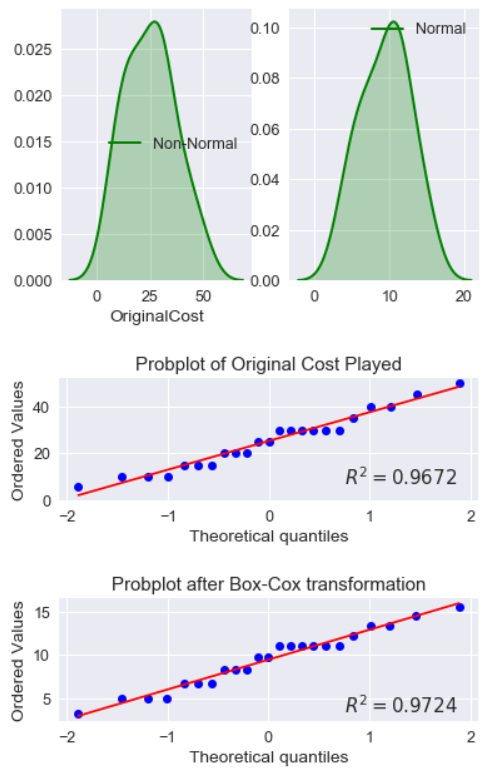 0.025
0.020
0.015
0.010
0.005
0.000
Non-Normal
0 25 50
OriginalCost
0.10
0.08
0.06
0.04
0.02
0.00
Normal
0 10 20
Probplot of Original Cost Played
Ordered Values
40
20
0
R² = 0.9672
−2 −1 0 1 2
Theoretical quantiles
Probplot after Box-Cox transformation
Ordered Values
15
10
5
R² = 0.9724
−2 −1 0 1 2
Theoretical quantiles